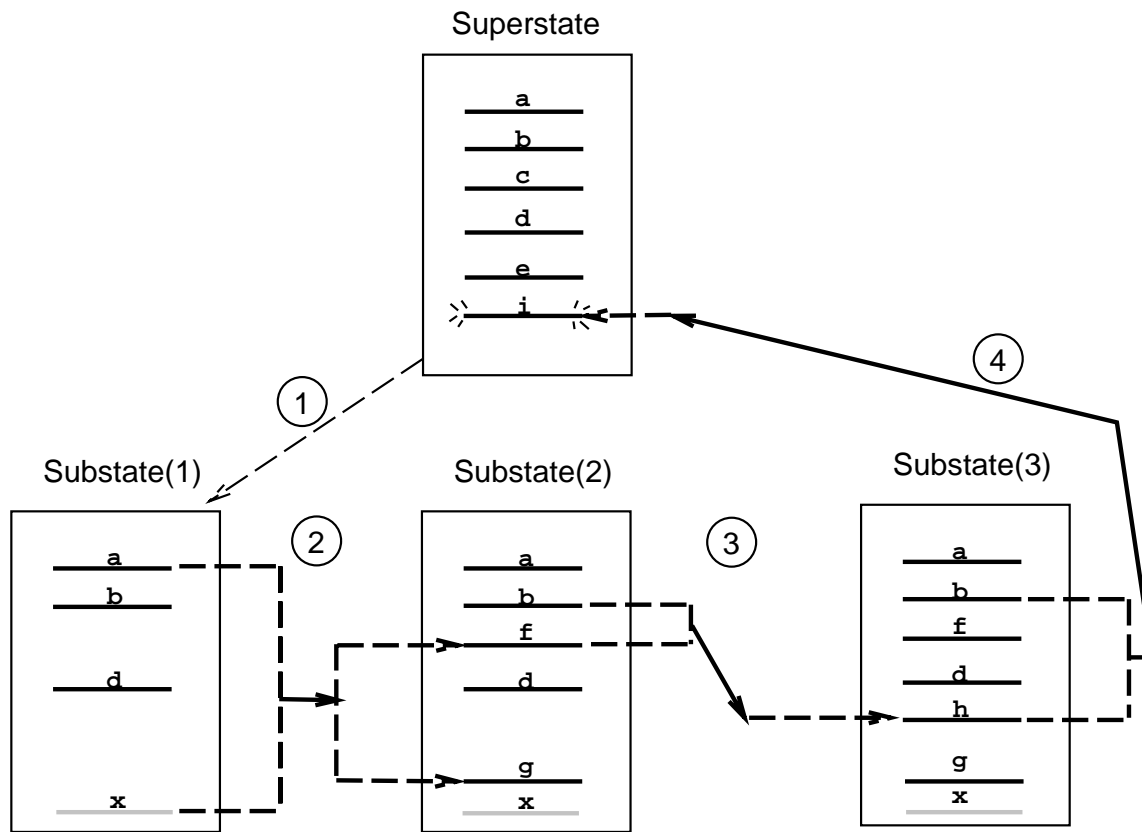 Superstate
a
b
c
d
e
i
4
1
Substate(1)
Substate(2)
Substate(3)
2
3
a
b
d
x
a
b
f
d
g
x
a
b
f
d
h
g
x